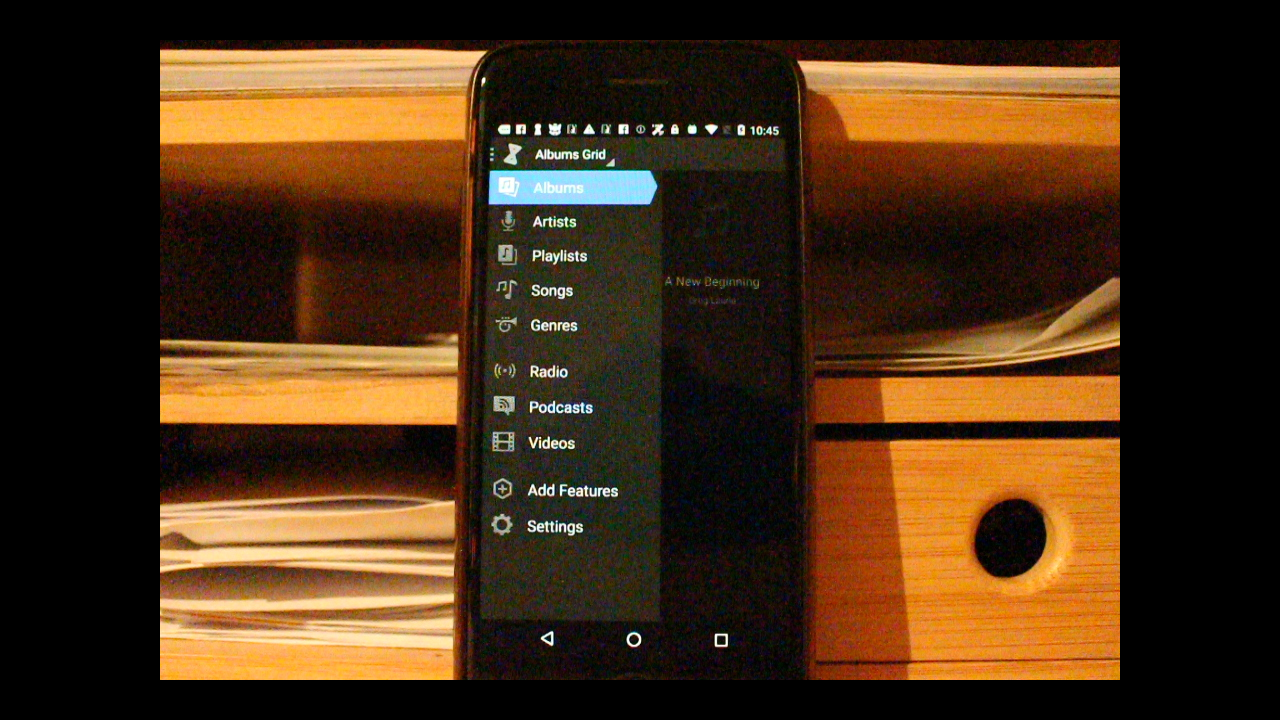 10:45
Albums Grid
Albums
Artists
Playlists
A New Beginning
Songs
Genres
Radio
Podcasts
Videos
Add Features
Settings